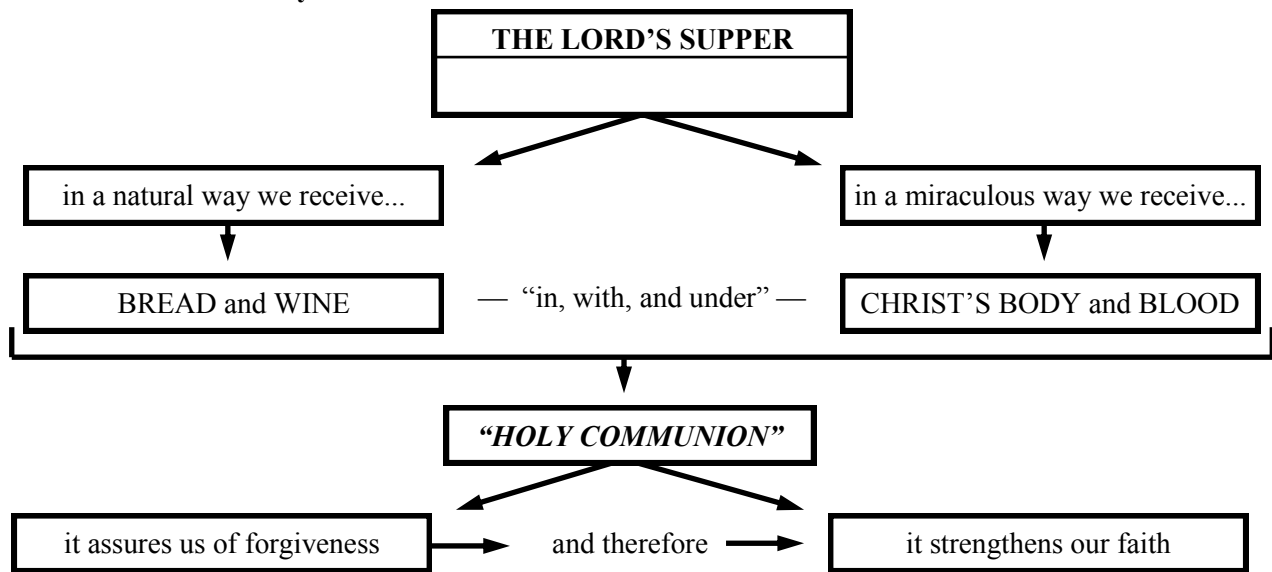 THE LORD’S SUPPER
in a natural way we receive...
in a miraculous way we receive...
BREAD and WINE
— “in, with, and under” —
CHRIST’S BODY and BLOOD
“HOLY COMMUNION”
it assures us of forgiveness
and therefore
it strengthens our faith